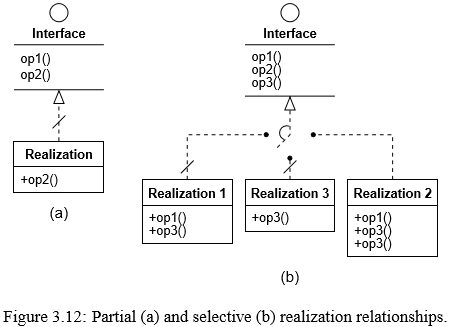 Interface
op1()
op2()
Realization
+op2()
(a)
Interface
op1()
op2()
op3()
Realization 1
+op1()
+op3()
Realization 3
+op3()
Realization 2
+op1()
+op3()
+op3()
(b)
Figure 3.12: Partial (a) and selective (b) realization relationships.